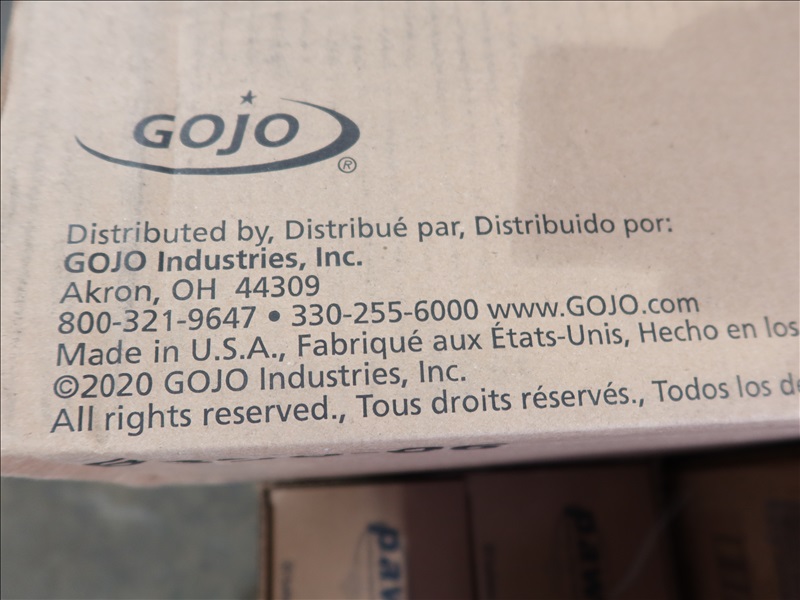 GOJO
®
Distributed by, Distribué par, Distribuido por:
GOJO Industries, Inc.
Akron, OH 44309
800-321-9647 • 330-255-6000 www.GOJO.com
Made in U.S.A., Fabriqué aux États-Unis, Hecho en los
©2020 GOJO Industries, Inc.
All rights reserved., Tous droits réservés., Todos los